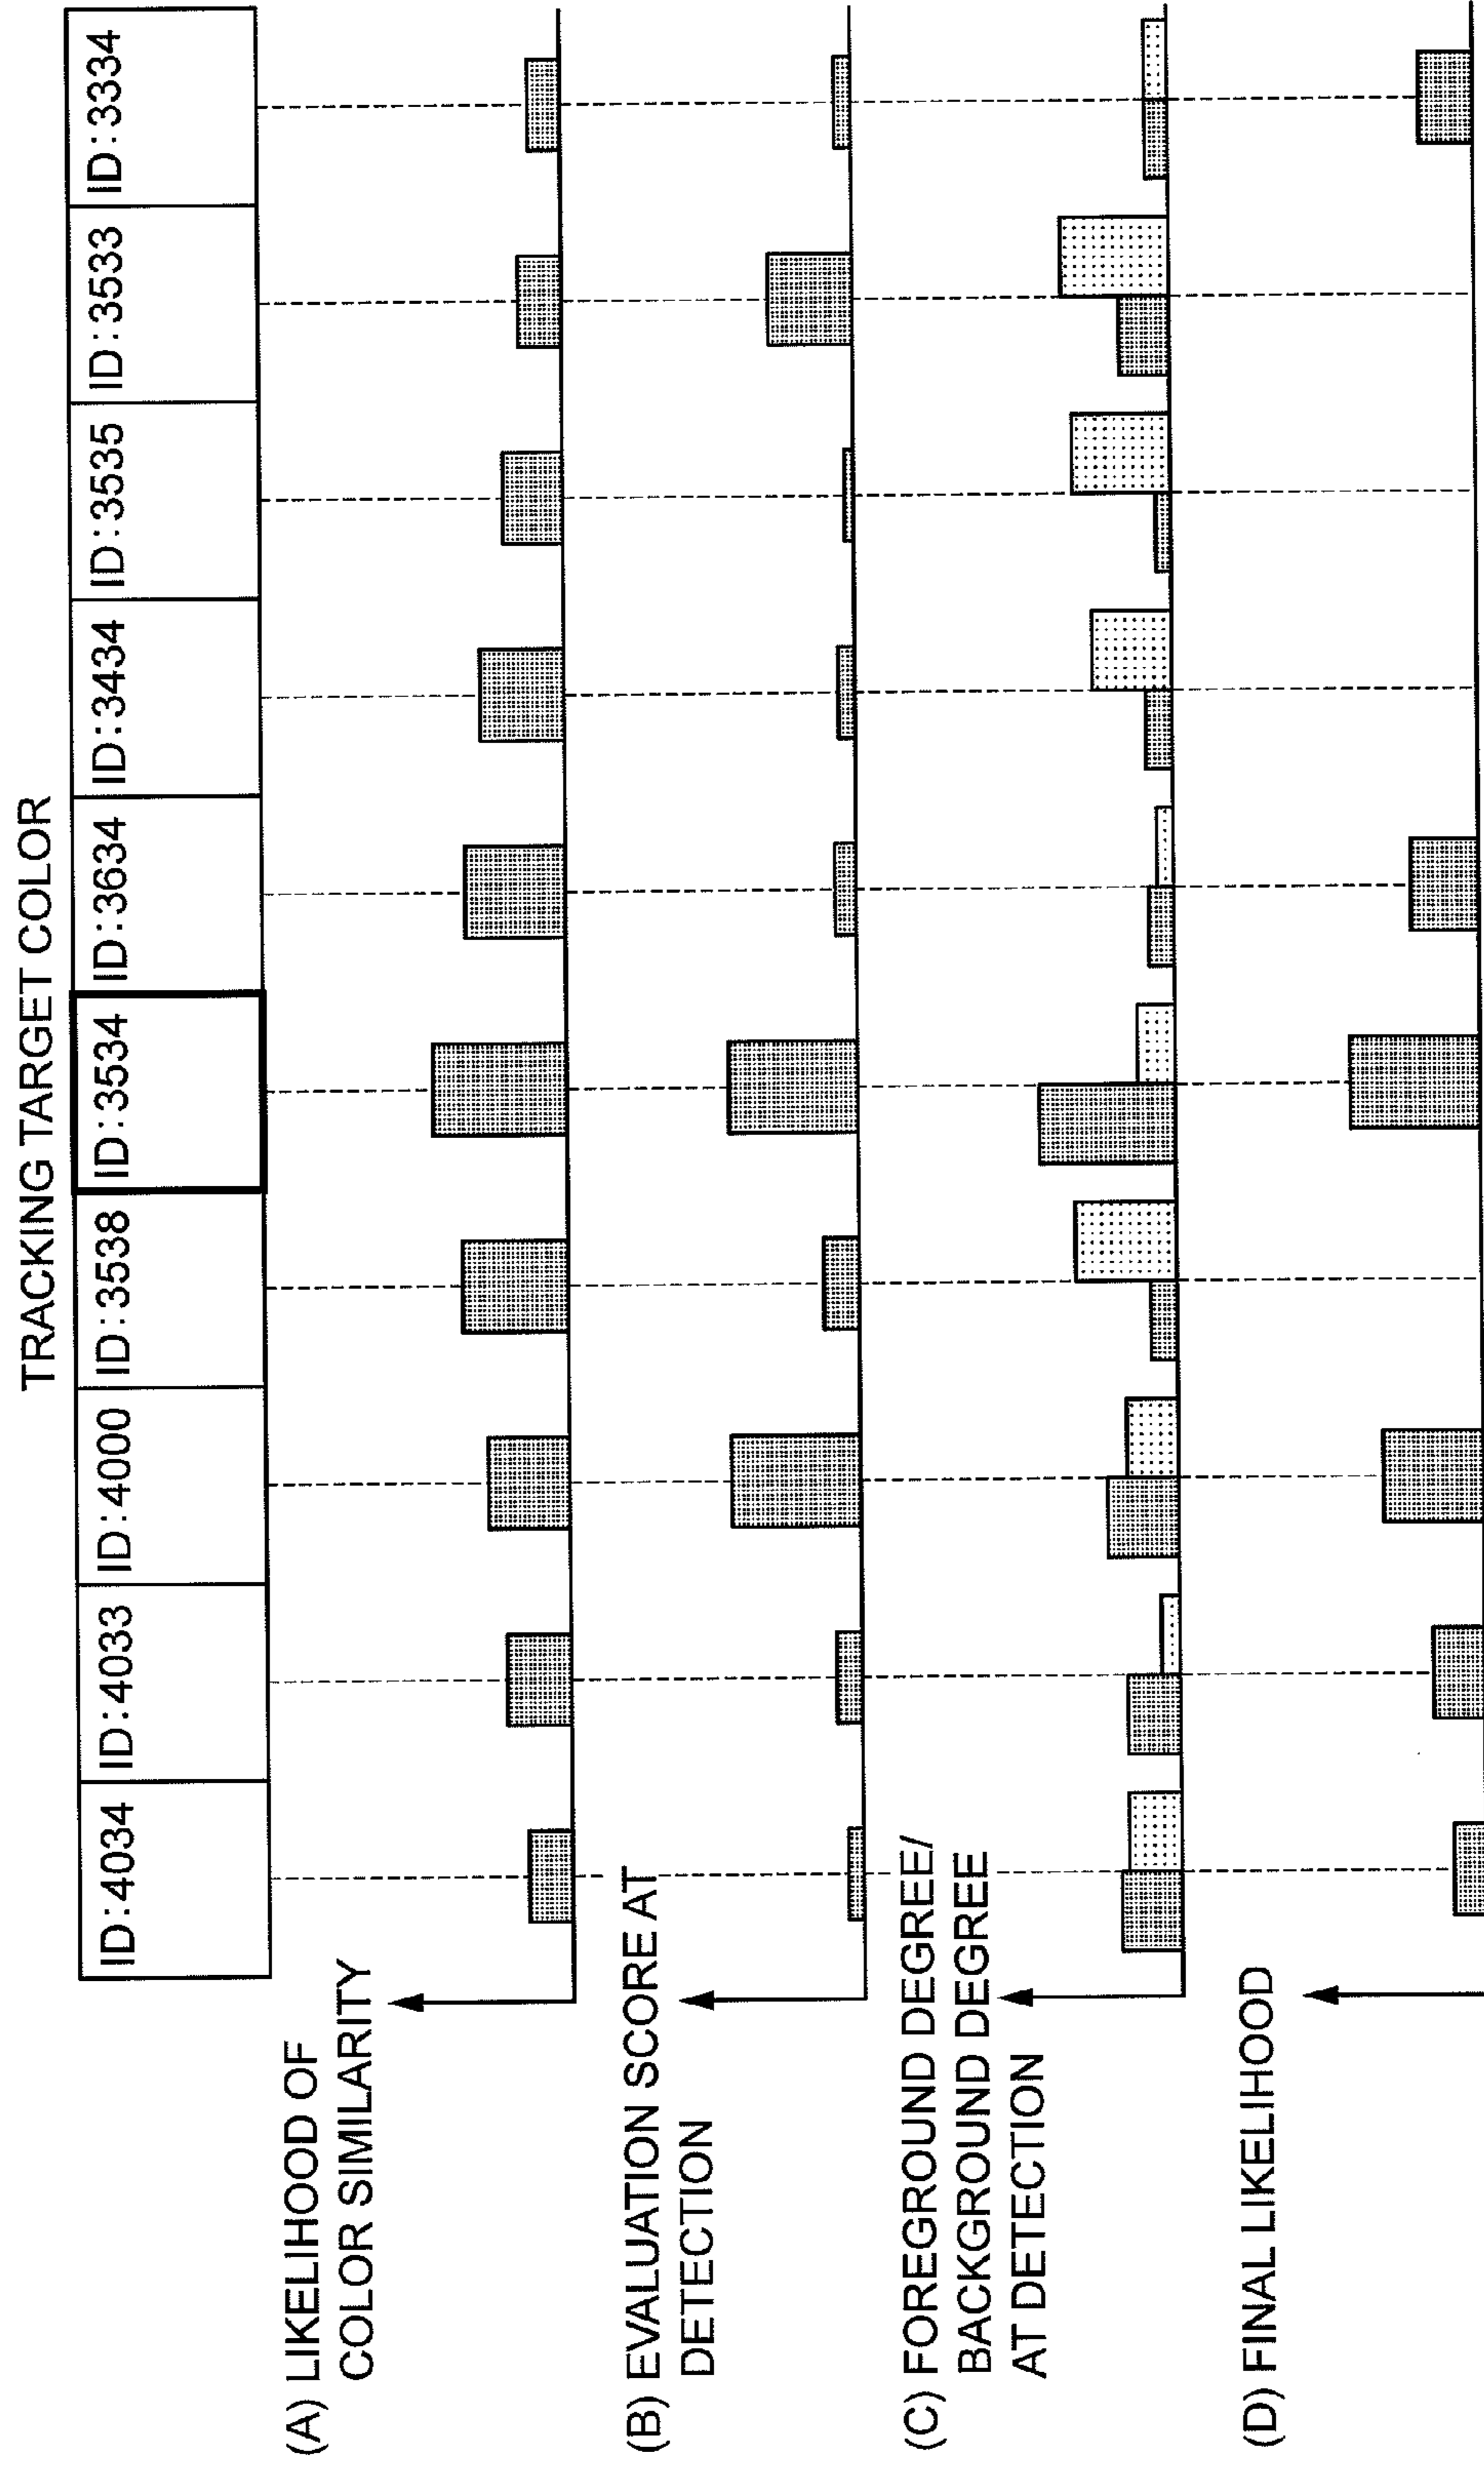 TRACKING TARGET COLOR
ID:4034 ID:4033 ID:4000 ID:3538 ID:3534 ID:3634 ID:3434 ID:3535 ID:3533 ID:3334
(A) LIKELIHOOD OF
COLOR SIMILARITY
(B) EVALUATION SCORE AT
DETECTION
(C) FOREGROUND DEGREE/
BACKGROUND DEGREE
AT DETECTION
(D) FINAL LIKELIHOOD